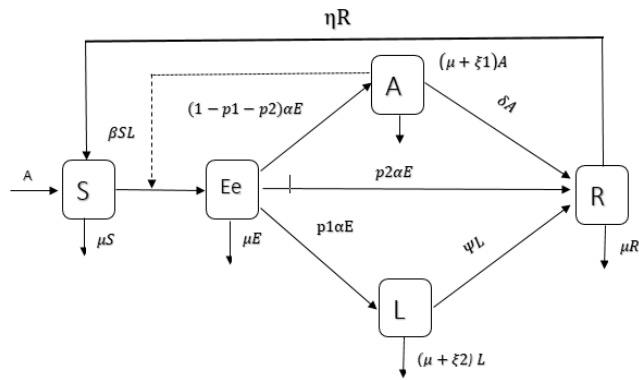 ηR
(μ + ξ1)A
A
(1 − p1 − p2)αE
δA
βSL
A
S
Ee
p2αE
R
μS
μE
p1αE
ΨL
μR
L
(μ + ξ2) L